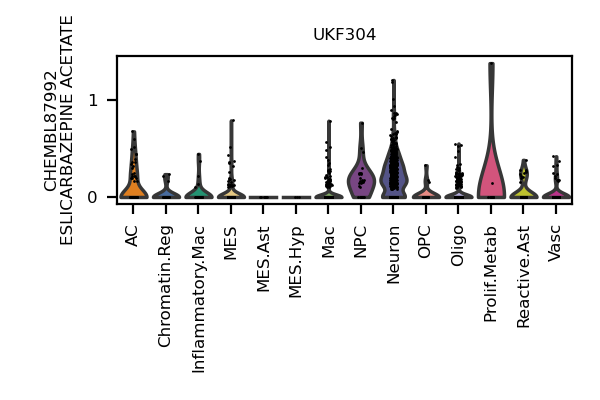 UKF304
CHEMBL87992
ESLICARBAZEPINE ACETATE
1
0
AC
Chromatin.Reg
Inflammatory.Mac
MES
MES.Ast
MES.Hyp
Mac
NPC
Neuron
OPC
Oligo
Prolif.Metab
Reactive.Ast
Vasc